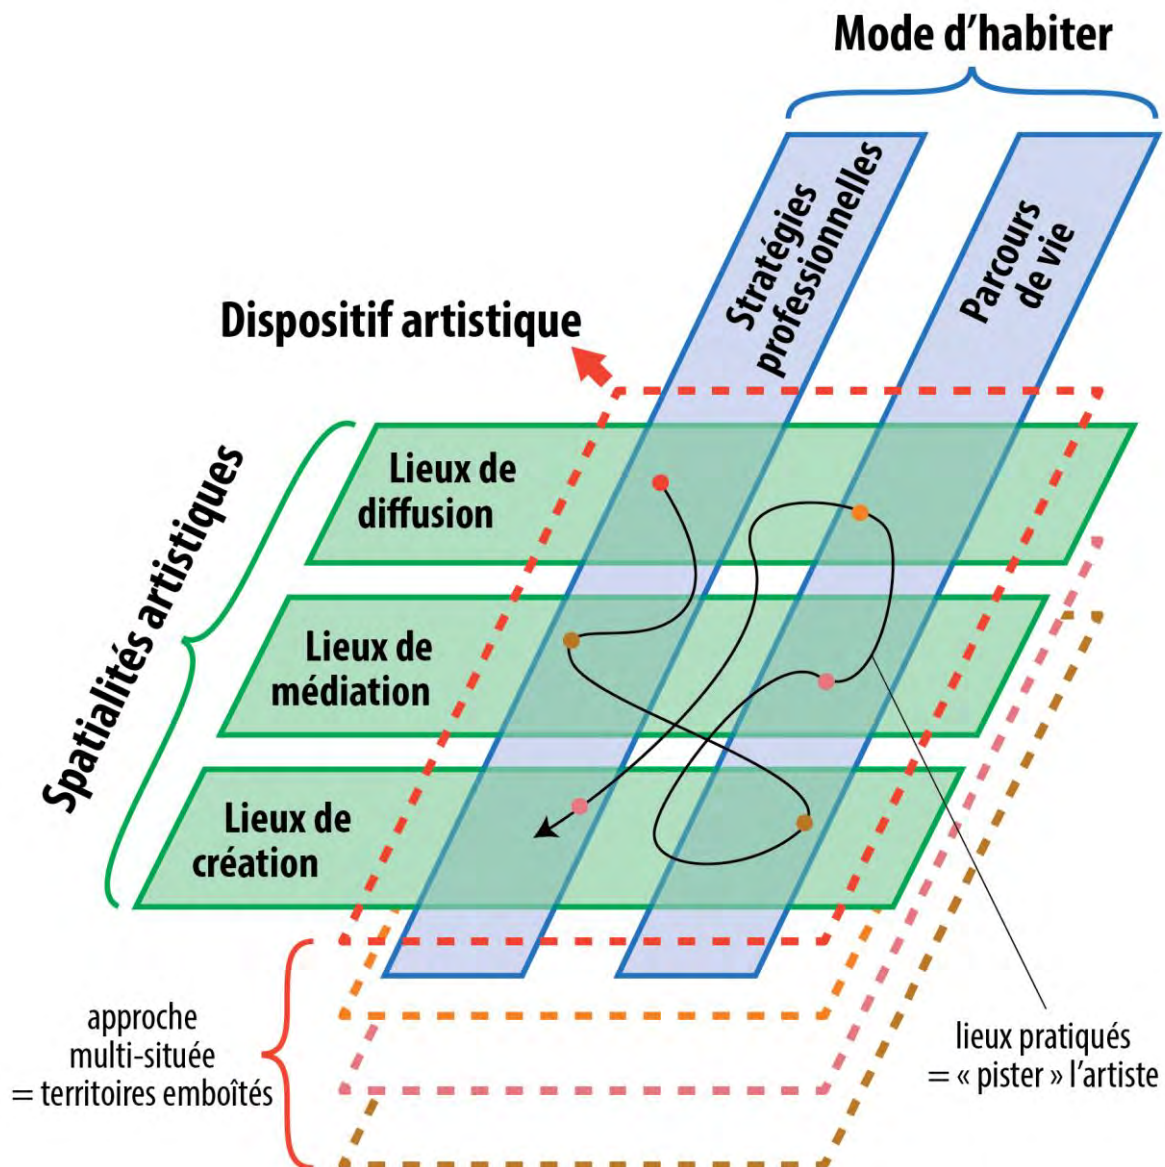 Mode d’habiter
Stratégies
professionnelles
Parcours
de vie
Dispositif artistique
Spatialités artistiques
Lieux de
diffusion
Lieux de
médiation
Lieux de
création
approche
multi-située
= territoires emboîtés
lieux pratiqués
= « pister » l’artiste